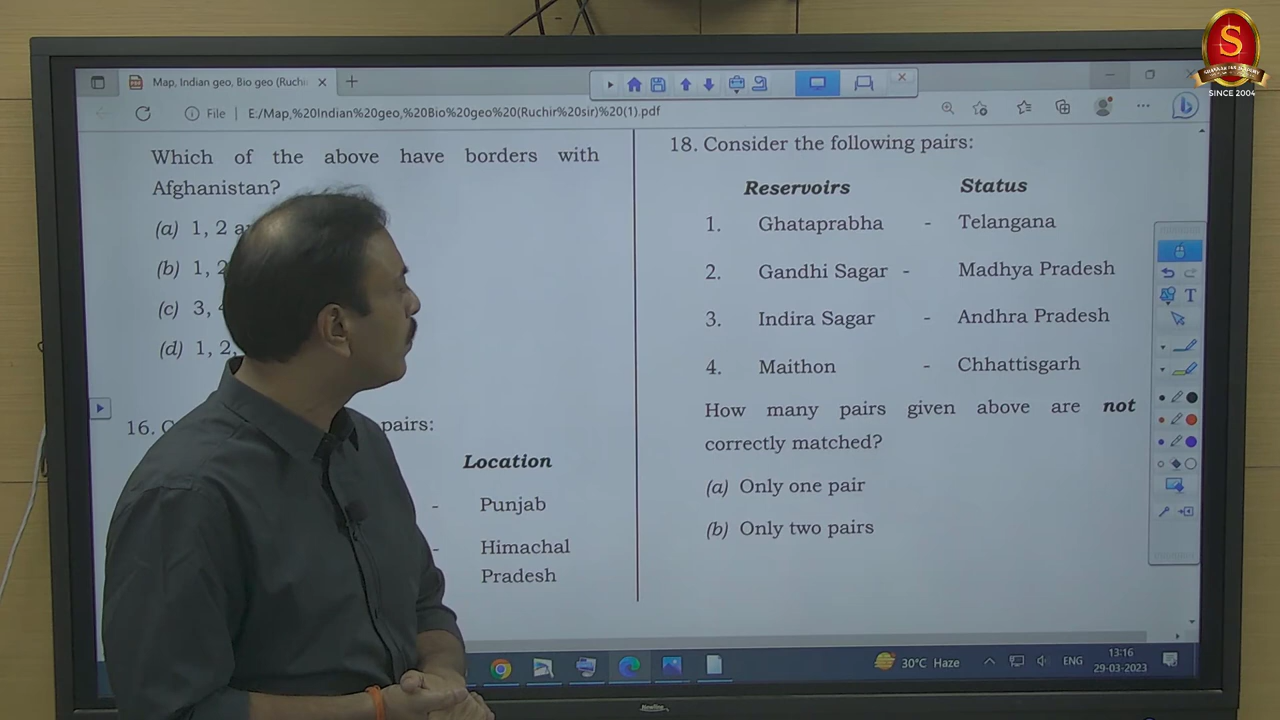 Map, Indian geo, Bio geo (Ruchi
File | E:/Map,%20Indian%20geo,%20Bio%20geo%20(Ruchir%20sir)%20(1).pdf
Which of the above have borders with
Afghanistan?
(a) 1, 2
(b) 1, 2
(c) 3,
(d) 1, 2,
16.
pairs:
Location
- Punjab
- Himachal
Pradesh
18. Consider the following pairs:
Reservoirs Status
1. Ghataprabha - Telangana
2. Gandhi Sagar - Madhya Pradesh
3. Indira Sagar - Andhra Pradesh
4. Maithon - Chhattisgarh
How many pairs given above are not
correctly matched?
(a) Only one pair
(b) Only two pairs
T
30°C Haze
ENG
13:16
29-03-2023
Newline
S
SINCE 2004